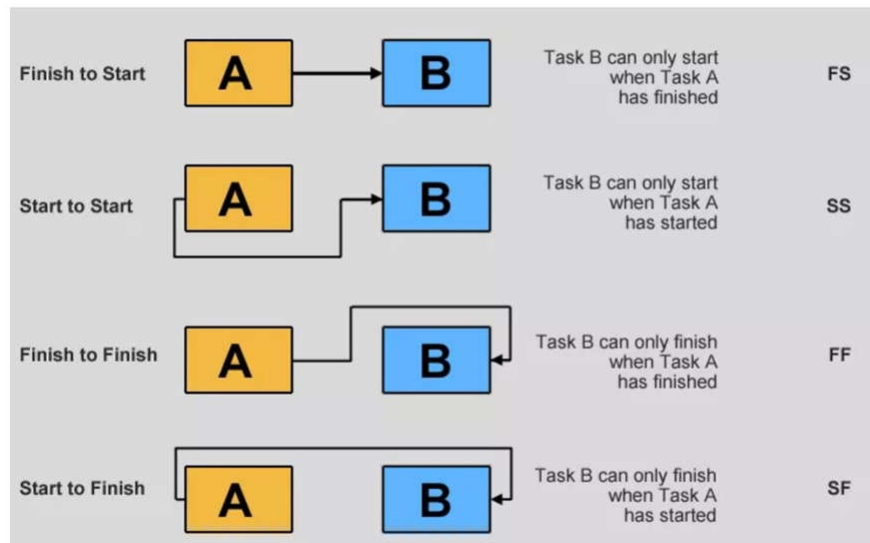 Finish to Start
A
B
Task B can only start
when Task A
has finished
FS
Start to Start
A
B
Task B can only start
when Task A
has started
SS
Finish to Finish
A
B
Task B can only finish
when Task A
has finished
FF
Start to Finish
A
B
Task B can only finish
when Task A
has started
SF